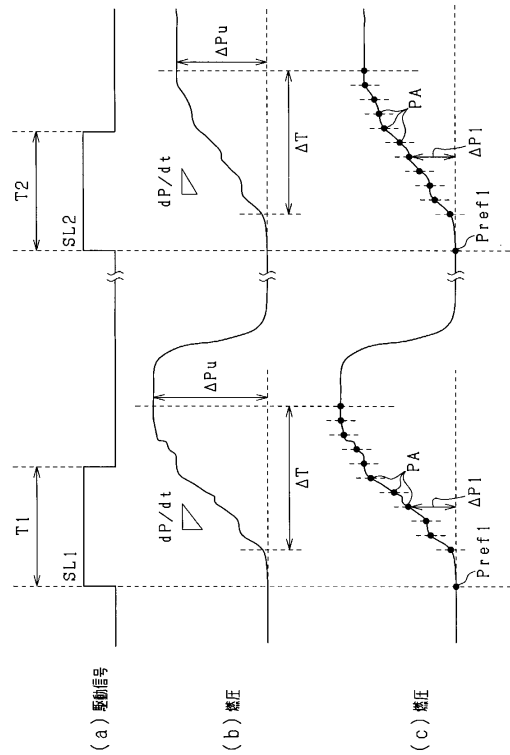 (a) 駆動信号
SL1
T1
SL2
T2
(b) 燃圧
dP/dt
ΔPu
ΔT
dP/dt
ΔPu
ΔT
(c) 燃圧
Pref1
ΔP1
PA
Pref1
ΔP1
PA